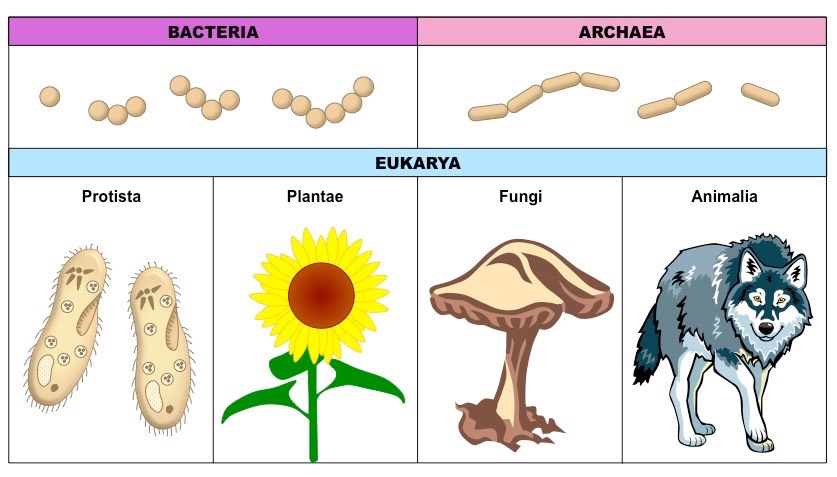 BACTERIA
ARCHAEA
EUKARYA
Protista
Plantae
Fungi
Animalia